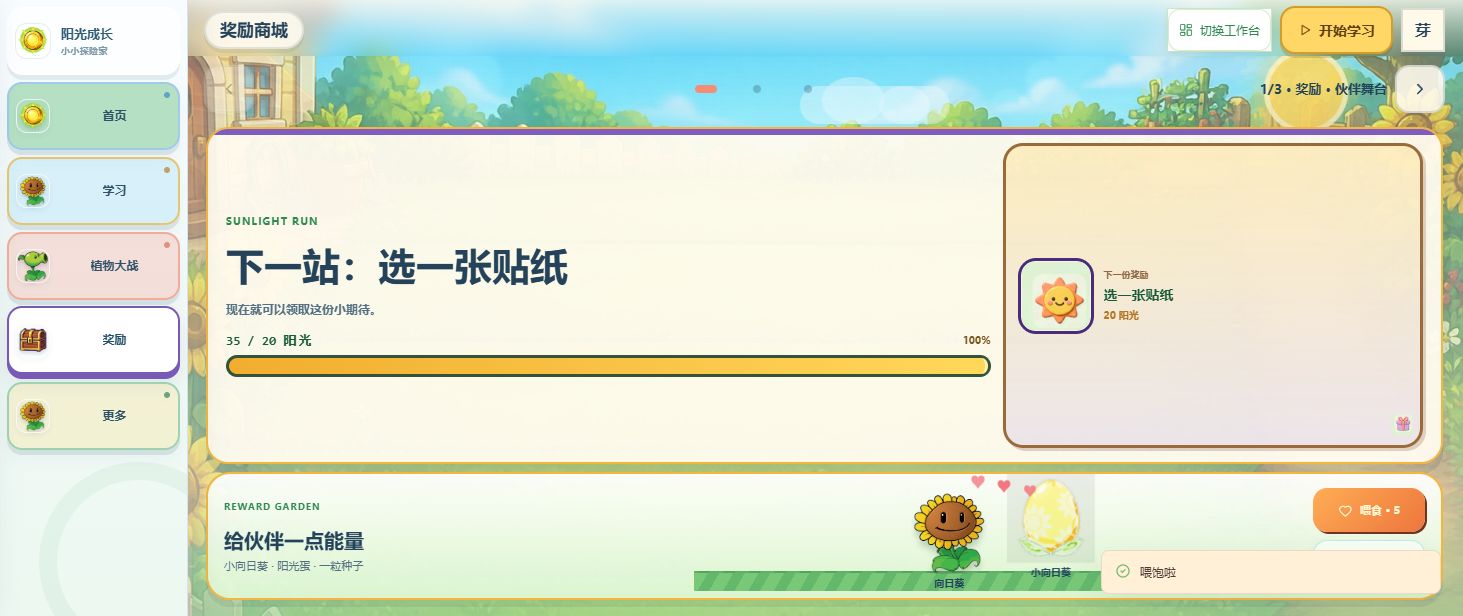 阳光成长
小小探险家
首页
学习
植物大战
奖励
更多
奖励商城
切换工作台
开始学习
芽
1/3 • 奖励 • 伙伴舞台
SUNLIGHT RUN
下一站：选一张贴纸
现在就可以领取这份小期待。
35 / 20 阳光
100%
下一份奖励
选一张贴纸
20 阳光
REWARD GARDEN
给伙伴一点能量
小向日葵 · 阳光蛋 · 一粒种子
向日葵
小向日葵
喂食 • 5
喂饱啦